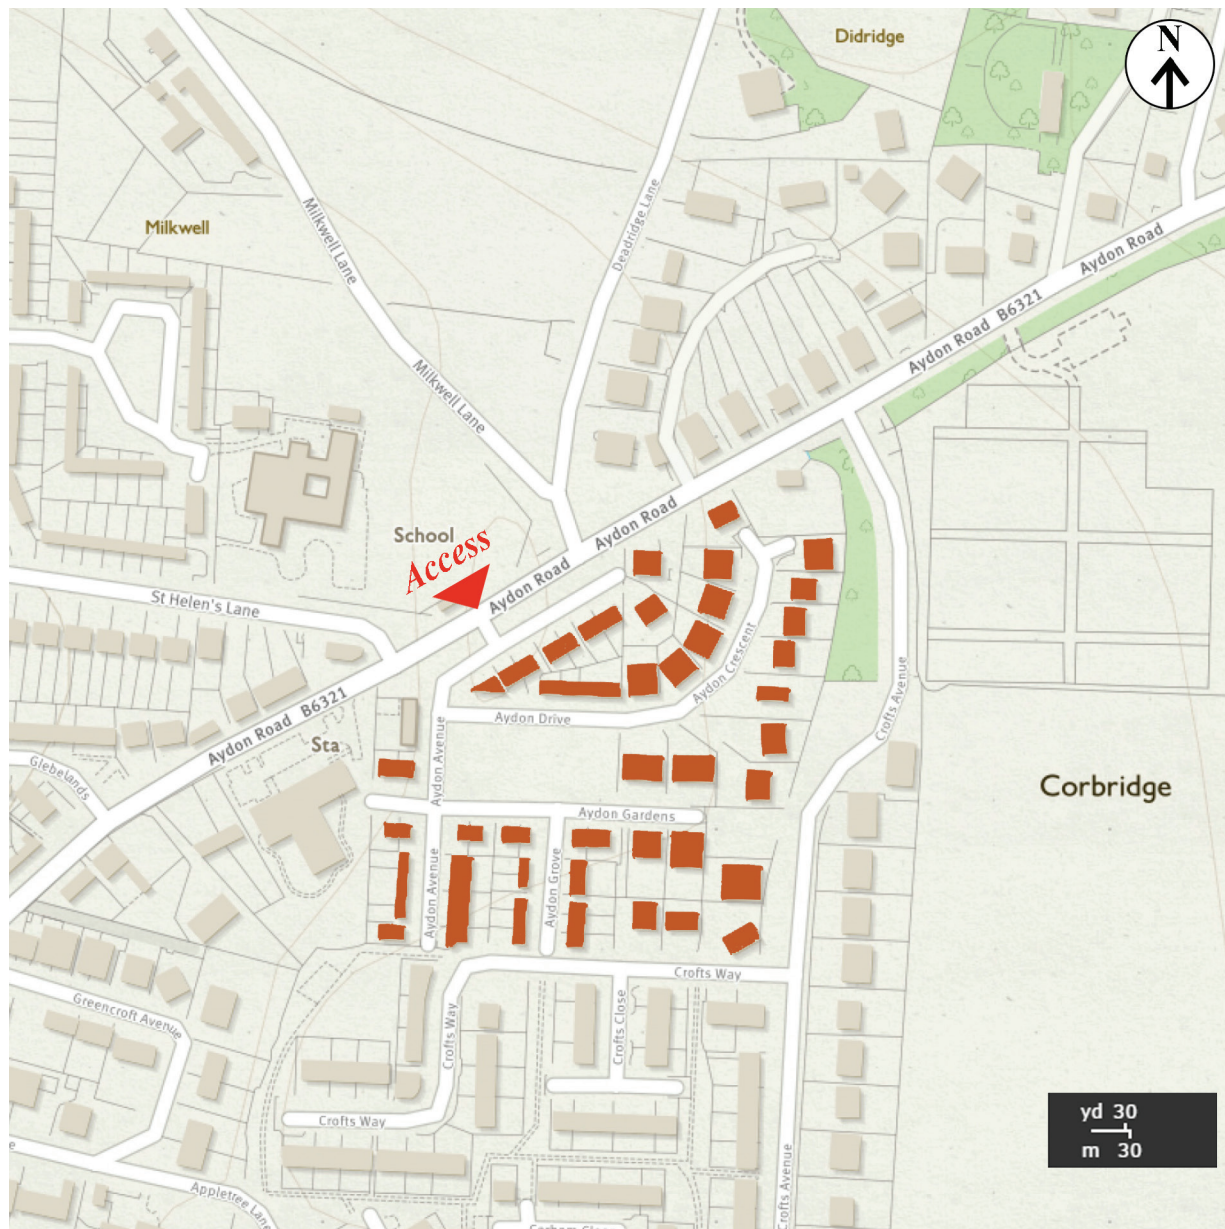 Didridge
N
Milkwell
Milkwell Lane
Deadridge Lane
Aydon Road
Aydon Road B6321
Milkwell Lane
School
Access
Aydon Road
Aydon Road
St Helen's Lane
Aydon Crescent
Aydon Drive
Crofts Avenue
Aydon Road B6321
Sta
Glebelands
Aydon Avenue
Corbridge
Aydon Gardens
Aydon Avenue
Aydon Grove
Crofts Way
Greencroft Avenue
Crofts Way
Crofts Close
Crofts Way
yd 30
m 30
Appletree Lane
Crofts Avenue